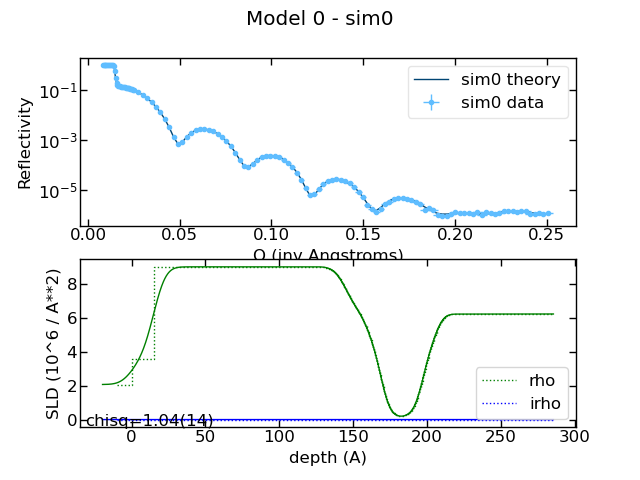 Model 0 - sim0
sim0 theory
sim0 data
10^{-1}
10^{-3}
10^{-5}
Reflectivity
0.00 0.05 0.10 0.15 0.20 0.25
Q (inv Angstroms)
8
6
4
2
0
SLD (10^6 / A**2)
rho
irho
chisq=1.04(14)
0 50 100 150 200 250 300
depth (A)